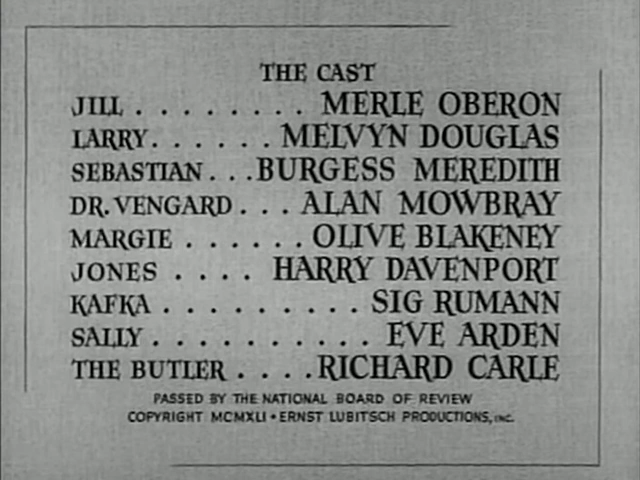 THE CAST
JILL . . . . . . . . MERLE OBERON
LARRY . . . . . . MELVYN DOUGLAS
SEBASTIAN . . . BURGESS MEREDITH
DR. VENGARD . . . ALAN MOWBRAY
MARGIE . . . . . . OLIVE BLAKENEY
JONES . . . . HARRY DAVENPORT
KAFKA . . . . . . . . . SIG RUMANN
SALLY . . . . . . . . . . EVE ARDEN
THE BUTLER . . . . RICHARD CARLE
PASSED BY THE NATIONAL BOARD OF REVIEW
COPYRIGHT MCMXLI • ERNST LUBITSCH PRODUCTIONS, INC.